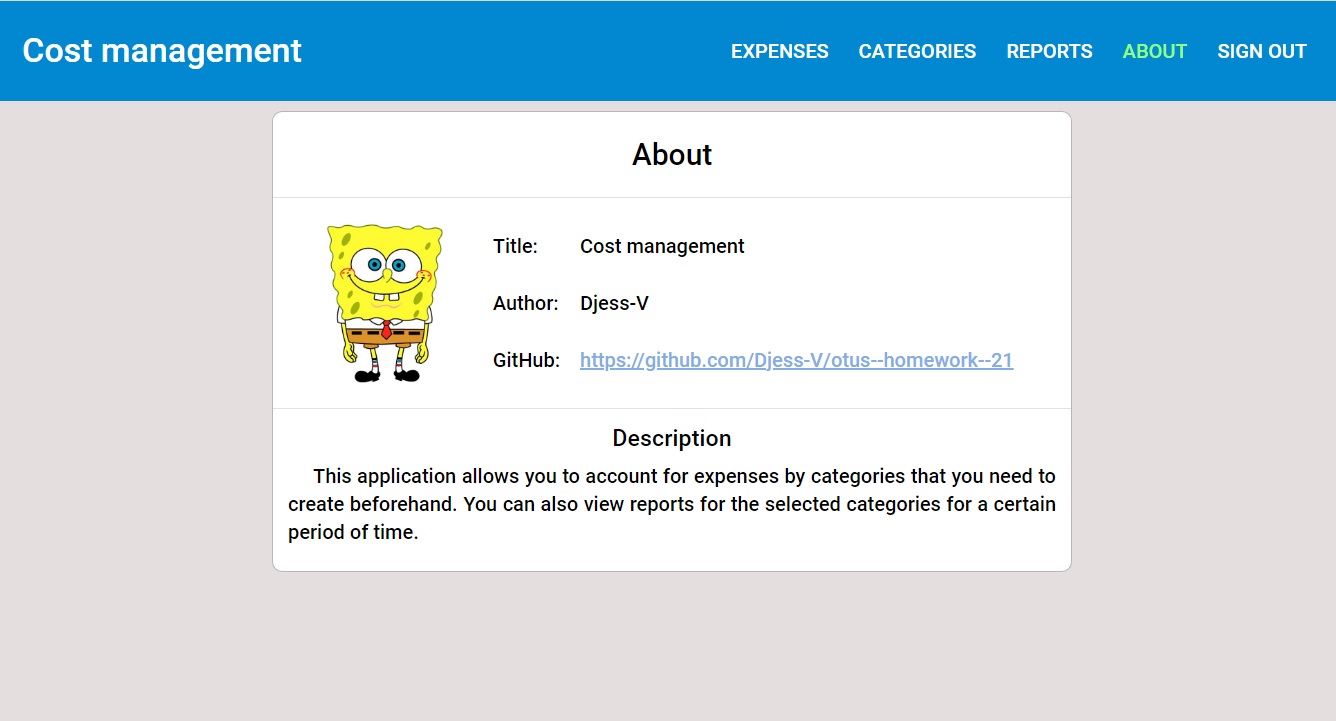 Cost management
EXPENSES CATEGORIES REPORTS ABOUT SIGN OUT
About
Title: Cost management
Author: Djess-V
GitHub: https://github.com/Djess-V/otus--homework--21
Description
This application allows you to account for expenses by categories that you need to
create beforehand. You can also view reports for the selected categories for a certain
period of time.